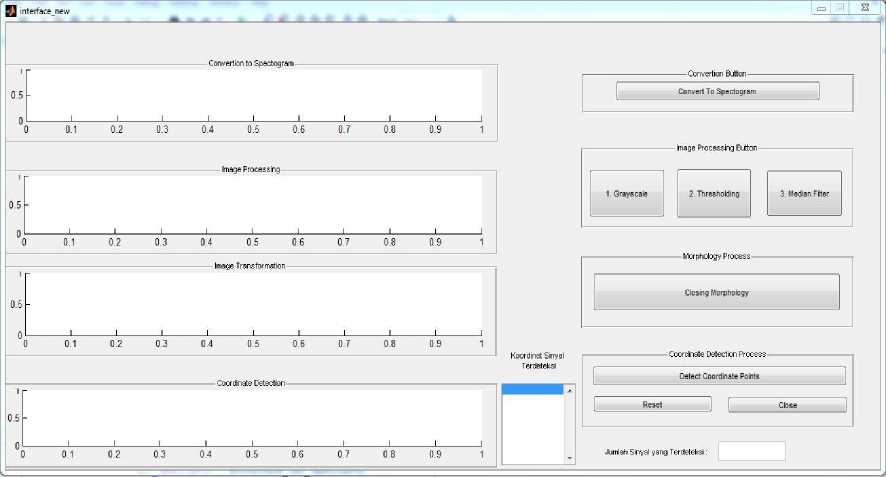 interface_new
Convertion to Spectogram
1
0.5
0 0.1 0.2 0.3 0.4 0.5 0.6 0.7 0.8 0.9 1
Image Processing
1
0.5
0
0 0.1 0.2 0.3 0.4 0.5 0.6 0.7 0.8 0.9 1
Image Transformation
1
0.5
0
0 0.1 0.2 0.3 0.4 0.5 0.6 0.7 0.8 0.9 1
Coordinate Detection
1
0.5
0
0 0.1 0.2 0.3 0.4 0.5 0.6 0.7 0.8 0.9 1
Koordinat Sinyal
Terdeteksi
Convertion Button
Convert To Spectogram
Image Processing Button
1. Grayscale
2. Thresholding
3. Median Filter
Morphology Process
Closing Morphology
Coordinate Detection Process
Detect Coordinate Points
Reset
Close
Jumlah Sinyal yang Terdeteksi :